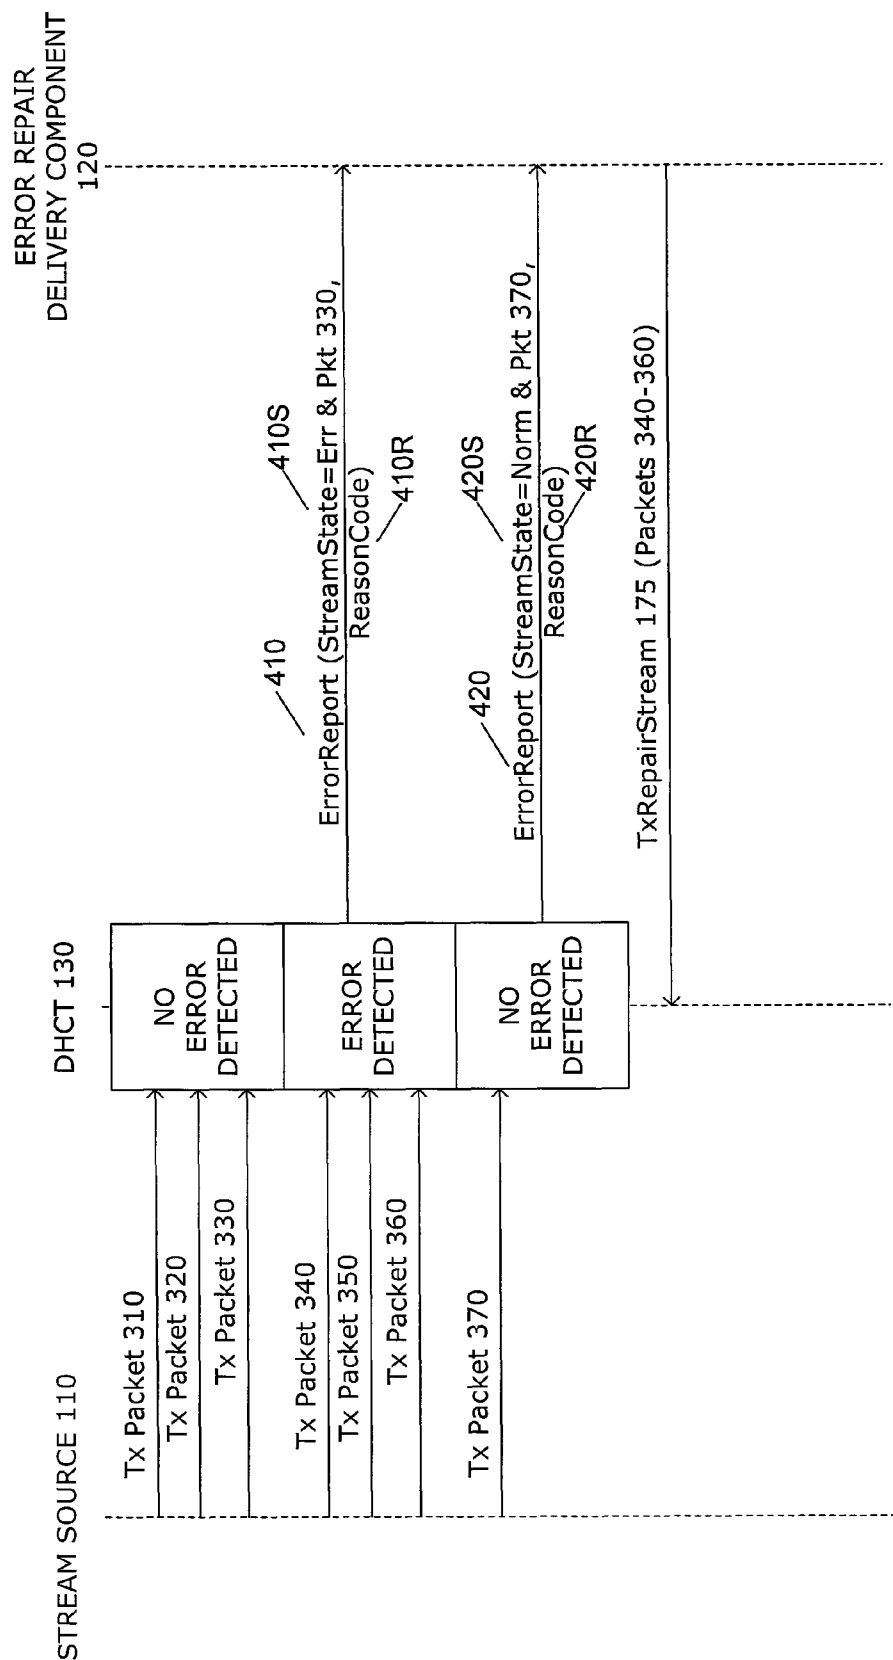 STREAM SOURCE 110
DHCT 130
ERROR REPAIR
DELIVERY COMPONENT
120
Tx Packet 310
Tx Packet 320
Tx Packet 330
NO
ERROR
DETECTED
Tx Packet 340
Tx Packet 350
Tx Packet 360
ERROR
DETECTED
410
410S
ErrorReport (StreamState=Err & Pkt 330,
ReasonCode)
410R
Tx Packet 370
NO
ERROR
DETECTED
420
420S
ErrorReport (StreamState=Norm & Pkt 370,
ReasonCode)
420R
TxRepairStream 175 (Packets 340-360)